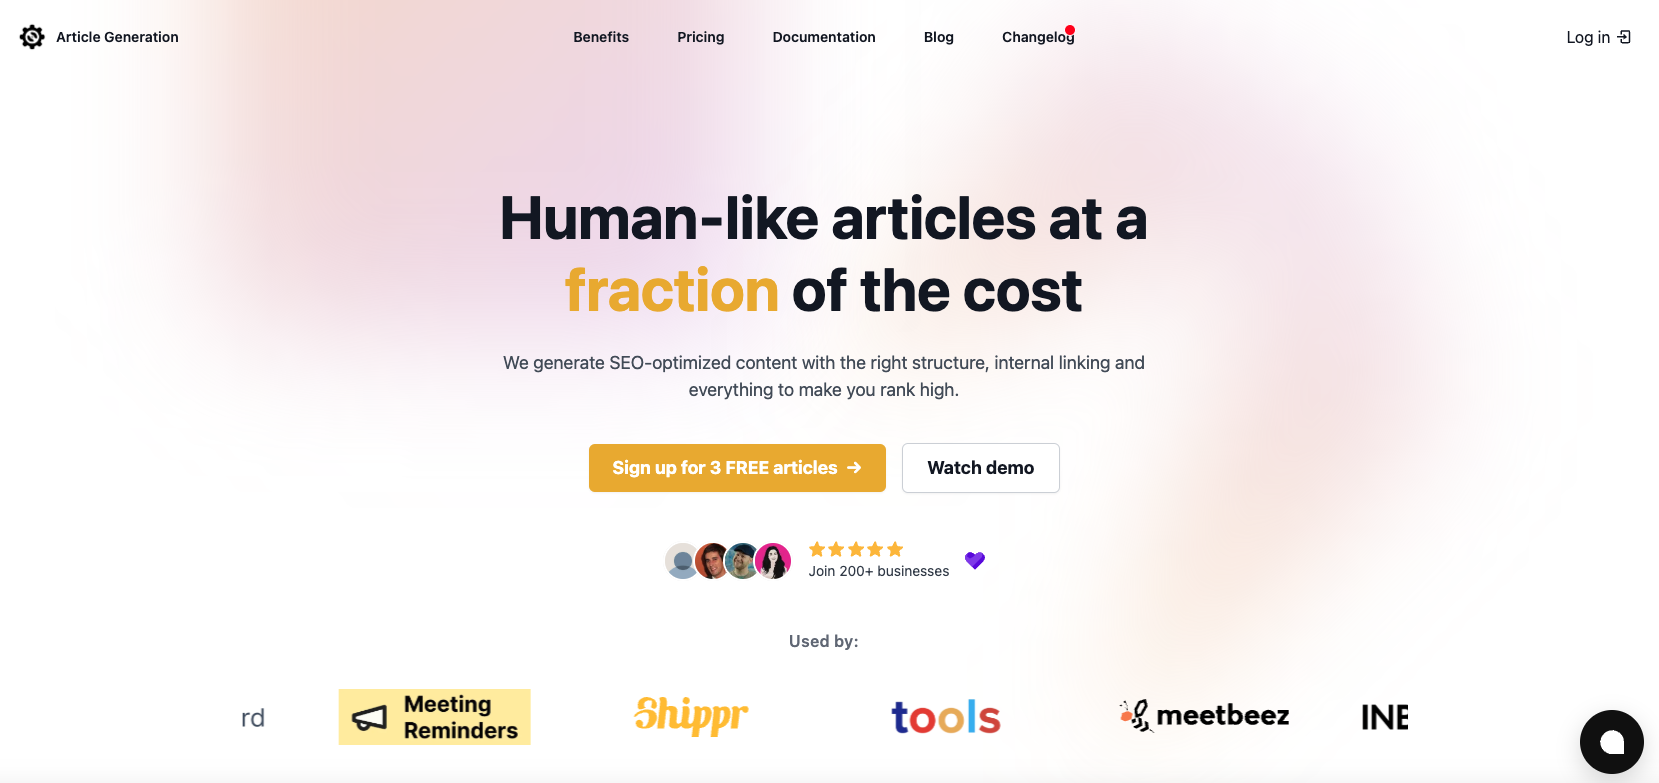 Article Generation
Benefits
Pricing
Documentation
Blog
Changelog
Log in
Human-like articles at a
fraction of the cost
We generate SEO-optimized content with the right structure, internal linking and
everything to make you rank high.
Sign up for 3 FREE articles →
Watch demo
Join 200+ businesses
Used by:
rd
Meeting
Reminders
Shippr
tools
meetbeez
INE